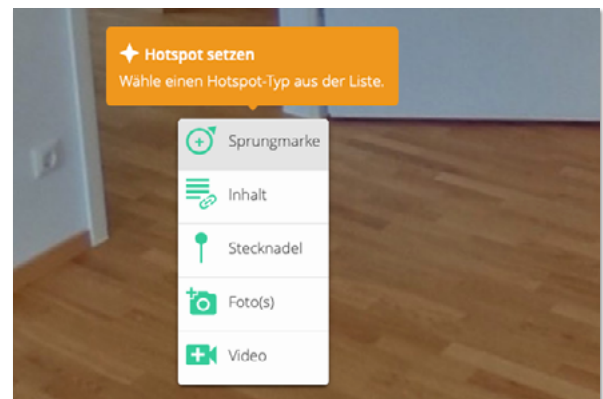 Hotspot setzen
Wähle einen Hotspot-Typ aus der Liste.
Sprungmarke
Inhalt
Stecknadel
Foto(s)
Video